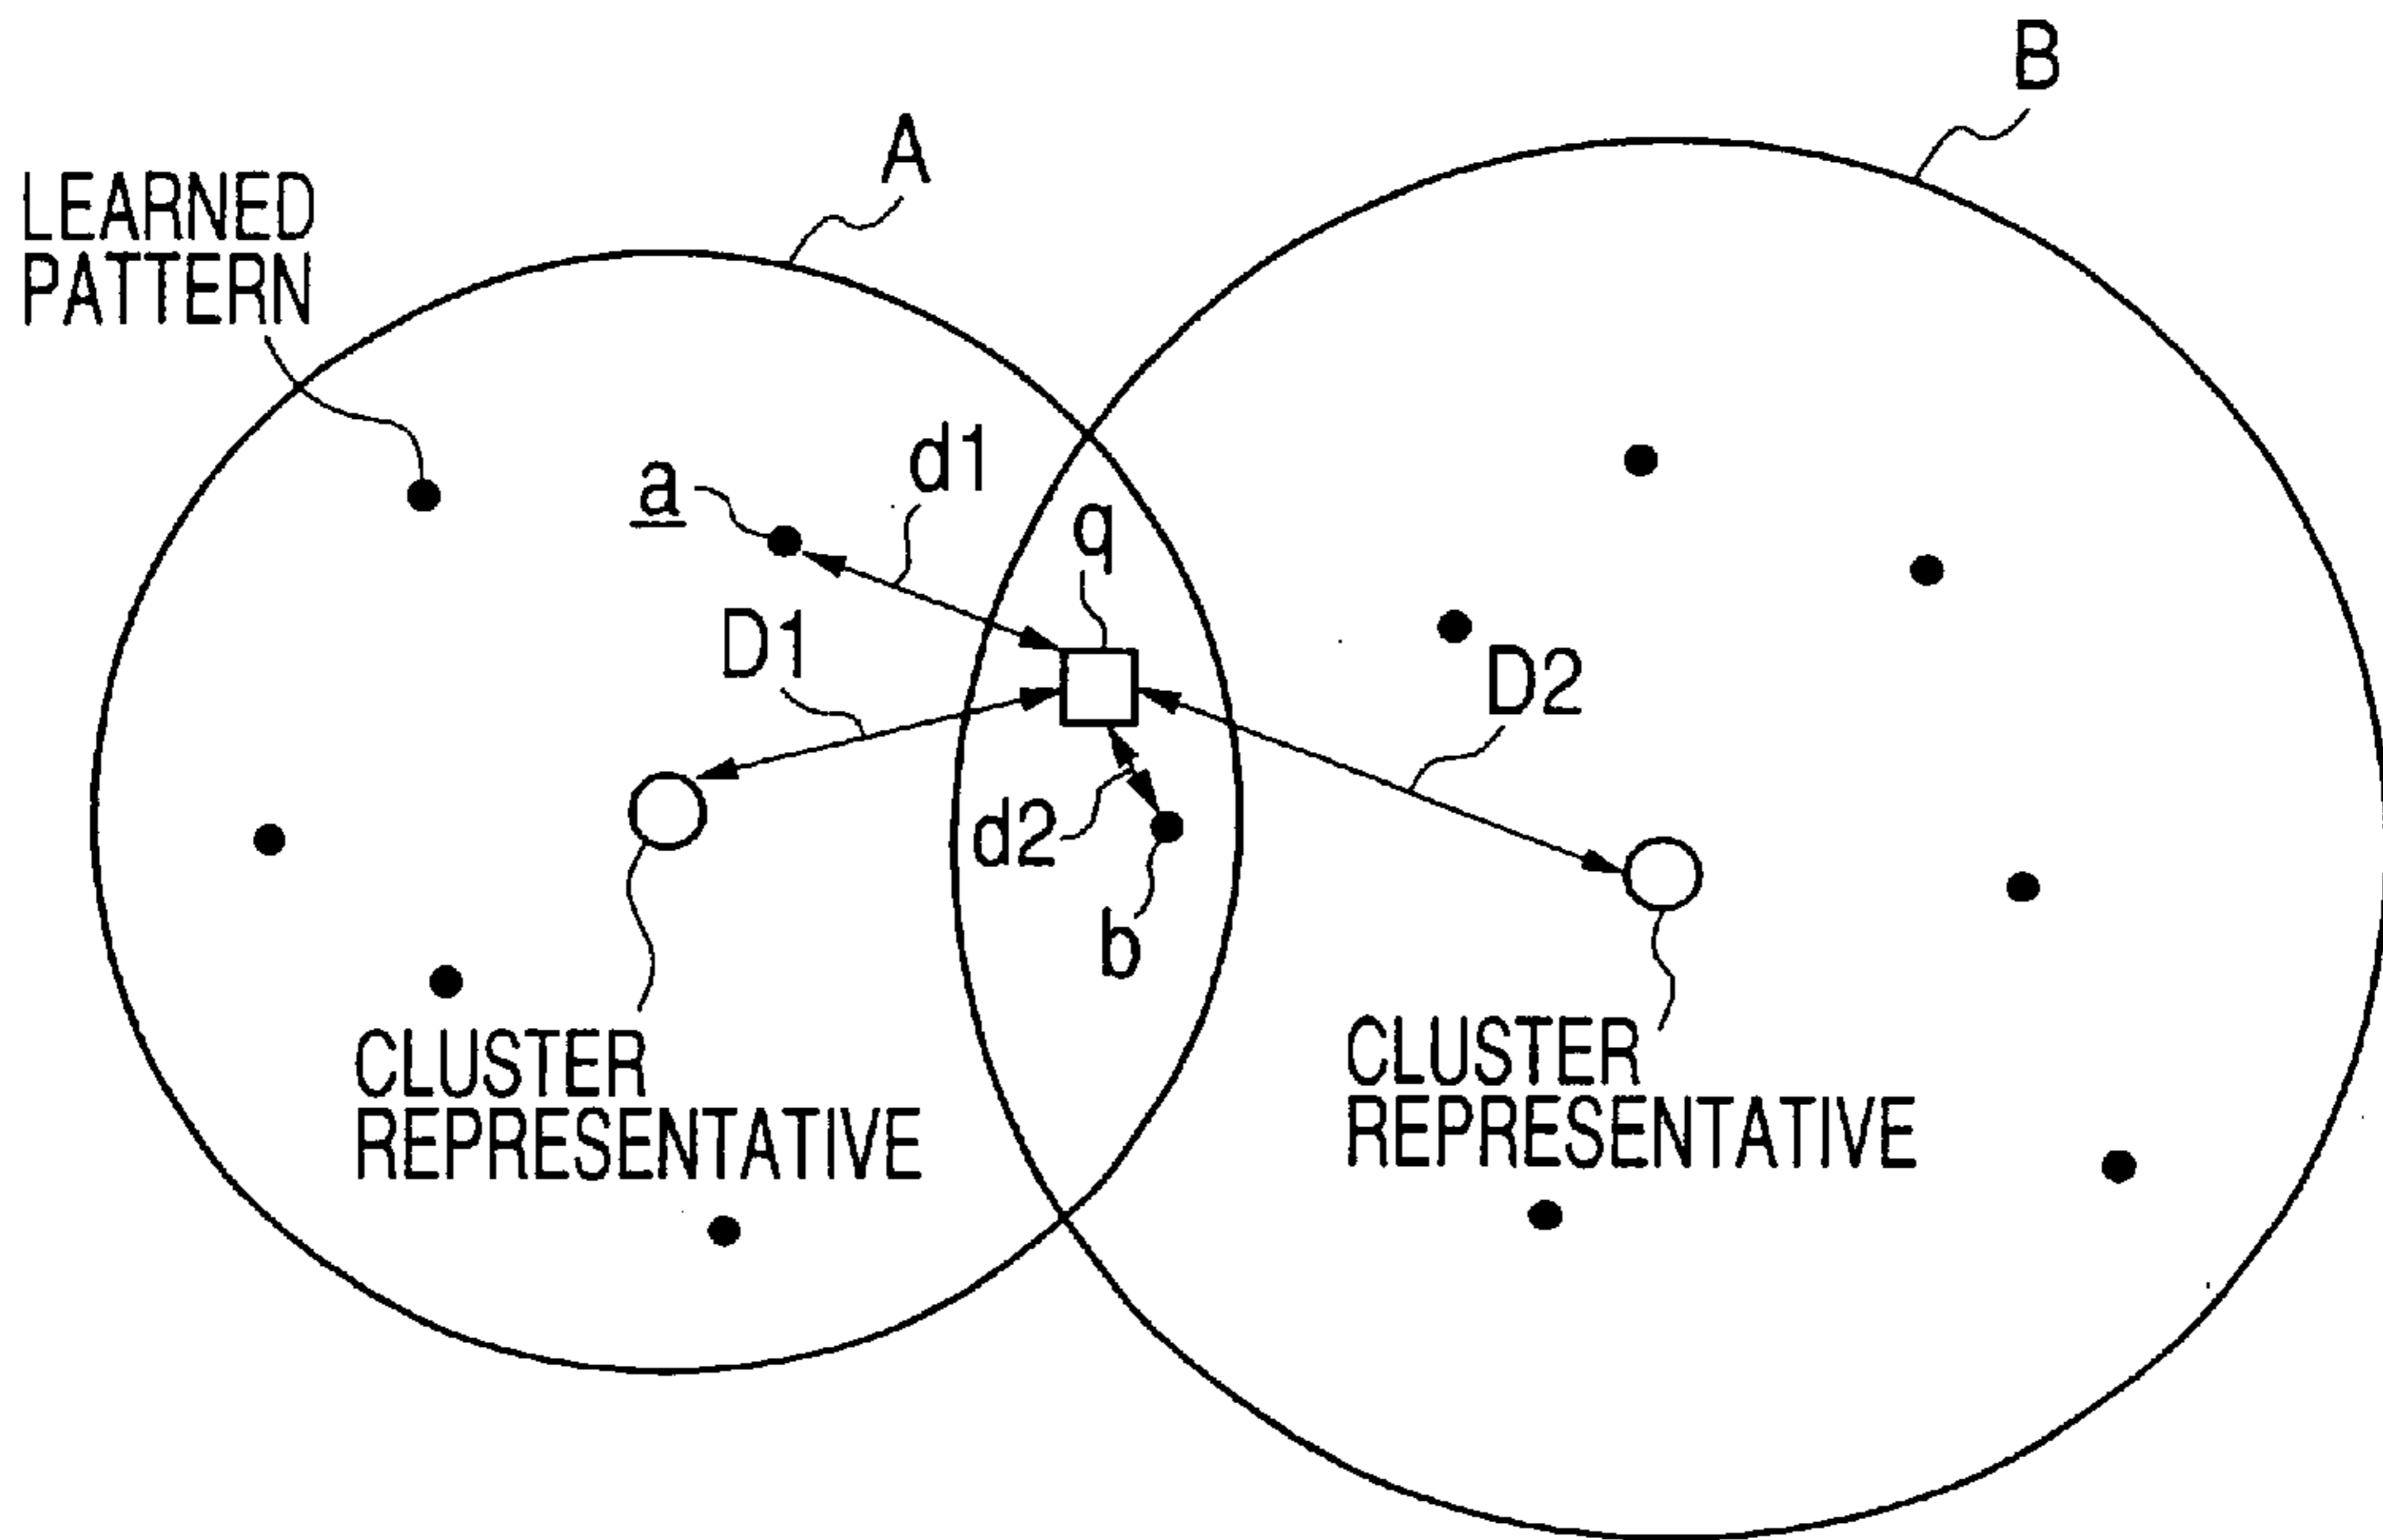 B
A
LEARNED
PATTERN
a
d1
q
D1
D2
d2
b
CLUSTER
REPRESENTATIVE
CLUSTER
REPRESENTATIVE